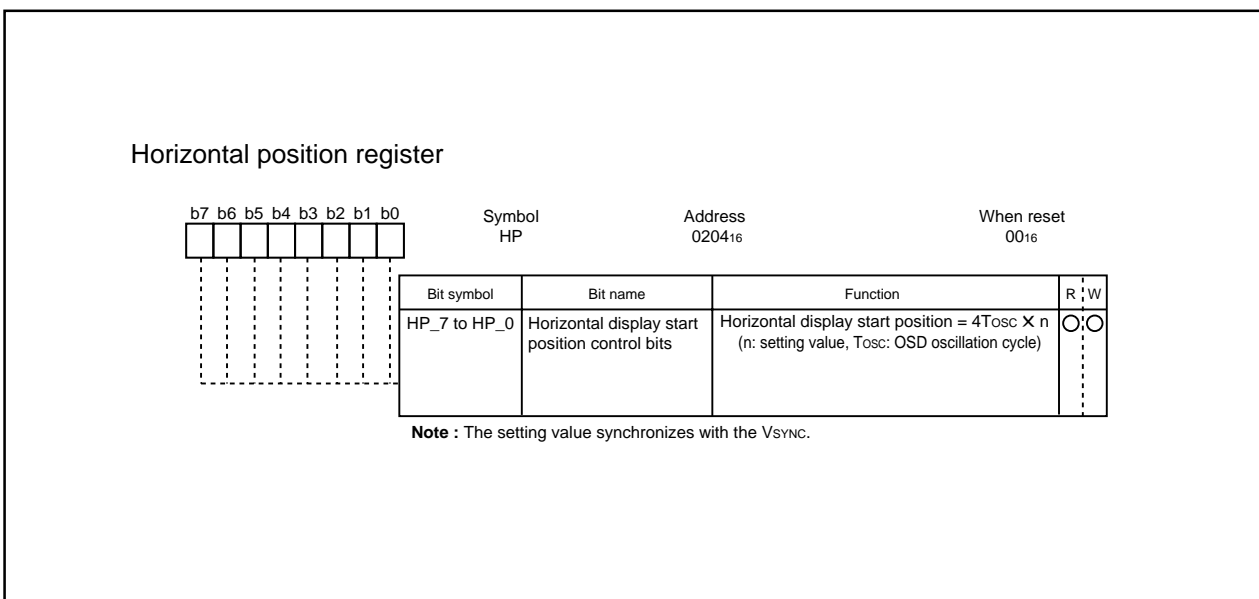 Horizontal position register
b7 b6 b5 b4 b3 b2 b1 b0
Symbol Address When reset
HP 020416 0016
Bit symbol Bit name Function R W
HP_7 to HP_0 Horizontal display start Horizontal display start position = 4TOSC ✕ n
position control bits (n: setting value, TOSC: OSD oscillation cycle)
Note : The setting value synchronizes with the VSYNC.